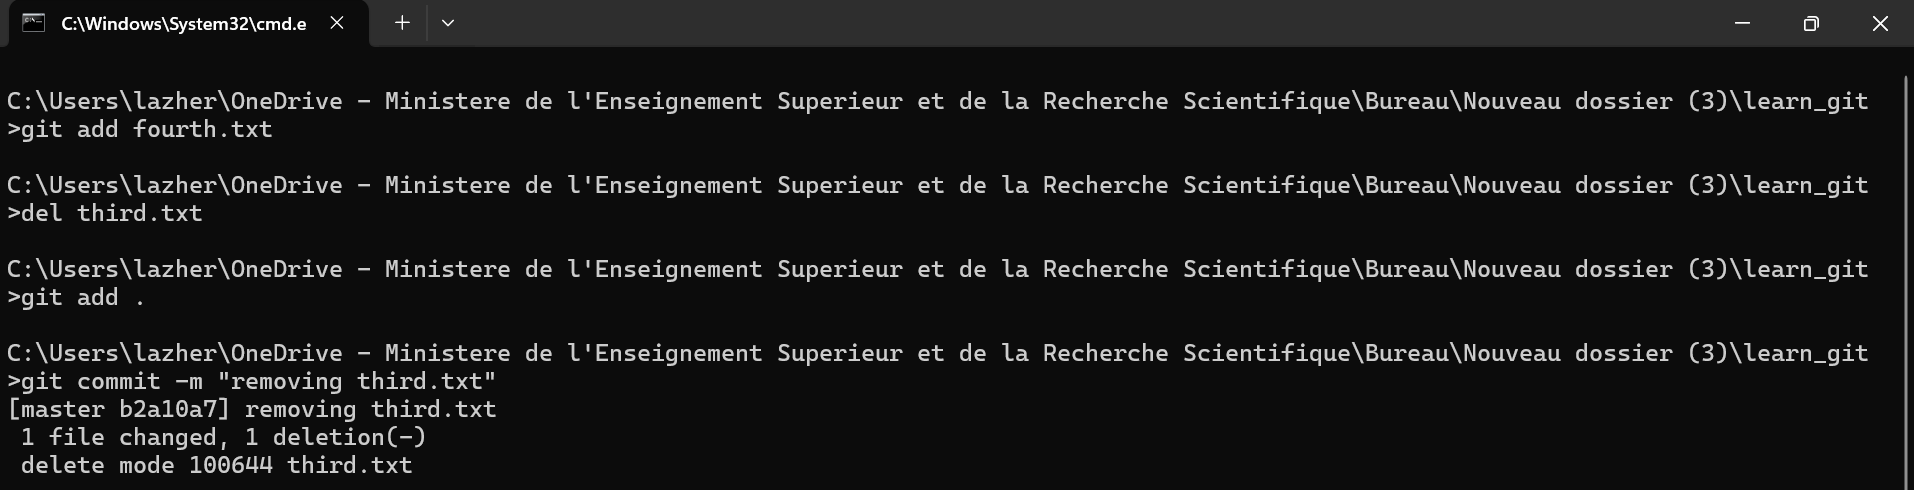 C:\Windows\System32\cmd.e
C:\Users\lazher\OneDrive - Ministere de l'Enseignement Superieur et de la Recherche Scientifique\Bureau\Nouveau dossier (3)\learn_git
>git add fourth.txt
C:\Users\lazher\OneDrive - Ministere de l'Enseignement Superieur et de la Recherche Scientifique\Bureau\Nouveau dossier (3)\learn_git
>del third.txt
C:\Users\lazher\OneDrive - Ministere de l'Enseignement Superieur et de la Recherche Scientifique\Bureau\Nouveau dossier (3)\learn_git
>git add .
C:\Users\lazher\OneDrive - Ministere de l'Enseignement Superieur et de la Recherche Scientifique\Bureau\Nouveau dossier (3)\learn_git
>git commit -m "removing third.txt"
[master b2a10a7] removing third.txt
 1 file changed, 1 deletion(-)
 delete mode 100644 third.txt